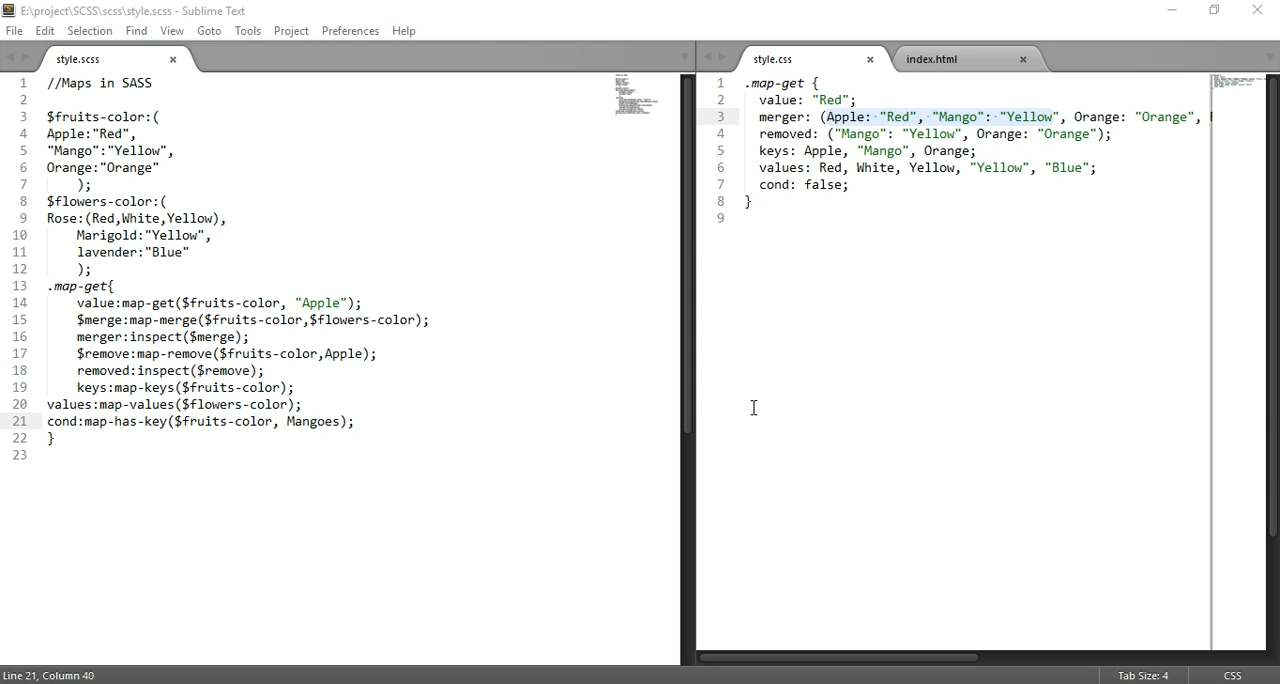 E:\project\SCSS\scss\style.scss - Sublime Text
File Edit Selection Find View Goto Tools Project Preferences Help
style.scss
1 //Maps in SASS
2
3 $fruits-color:(
4 Apple:"Red",
5 "Mango":"Yellow",
6 Orange:"Orange"
7 );
8 $flowers-color:(
9 Rose:(Red,White,Yellow),
10 Marigold:"Yellow",
11 lavender:"Blue"
12 );
13 .map-get{
14 value:map-get($fruits-color, "Apple");
15 $merge:map-merge($fruits-color,$flowers-color);
16 merger:inspect($merge);
17 $remove:map-remove($fruits-color,Apple);
18 removed:inspect($remove);
19 keys:map-keys($fruits-color);
20 values:map-values($flowers-color);
21 cond:map-has-key($fruits-color, Mangoes);
22 }
23
style.css index.html
1 .map-get {
2 value: "Red";
3 merger: (Apple: "Red", "Mango": "Yellow", Orange: "Orange",
4 removed: ("Mango": "Yellow", Orange: "Orange");
5 keys: Apple, "Mango", Orange;
6 values: Red, White, Yellow, "Yellow", "Blue";
7 cond: false;
8 }
9
Line 21, Column 40
Tab Size: 4 CSS